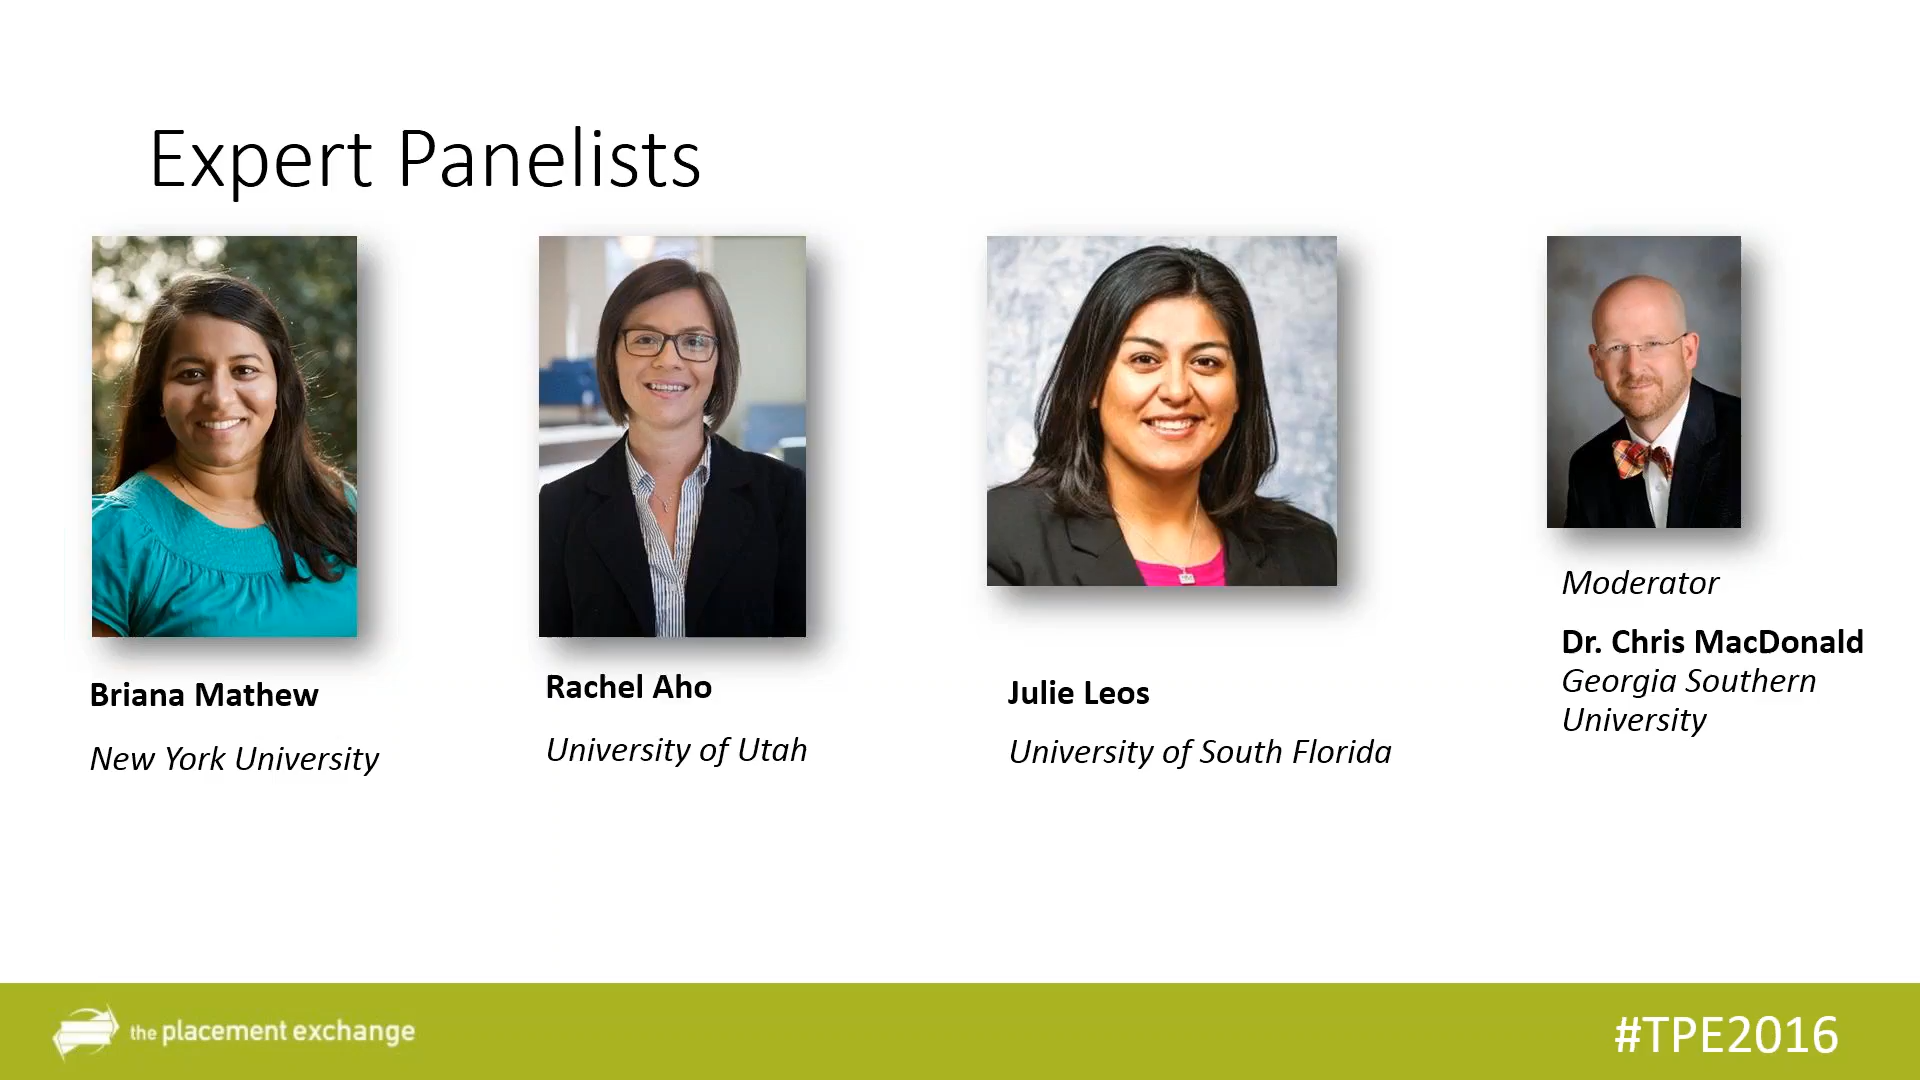 Expert Panelists
Briana Mathew
New York University
Rachel Aho
University of Utah
Julie Leos
University of South Florida
Moderator
Dr. Chris MacDonald
Georgia Southern
University
the placement exchange
#TPE2016